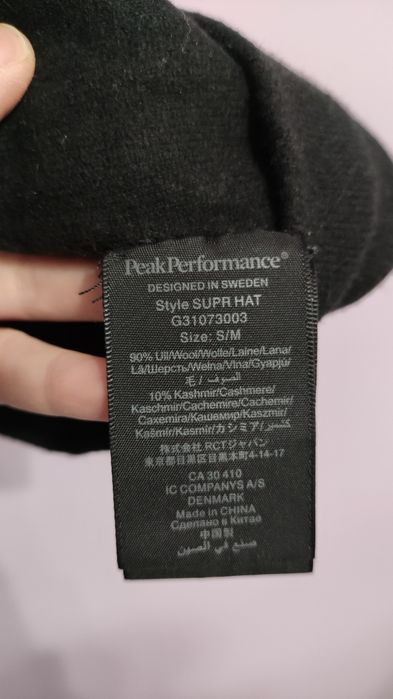 PeakPerformance®
DESIGNED IN SWEDEN
Style SUPR HAT
G31073003
Size: S/M
90% Ull/Wool/Wolle/Laine/Lana/
Lã/Шерсть/Wełna/Vlna/Gyapjú/
毛/ الصوف /
10% Kashmir/Cashmere/
Kaschmir/Cachemire/Cachemir/
Caxemira/Кашемир/Kaszmir/
Kašmír/Kasmír/カシミア/ كشمير
株式会社 RCTジャパン
東京都目黒区目黒本町4-14-17
CA 30 410
IC COMPANYS A/S
DENMARK
Made in CHINA
Сделано в Китае
中国製
صنع في الصين